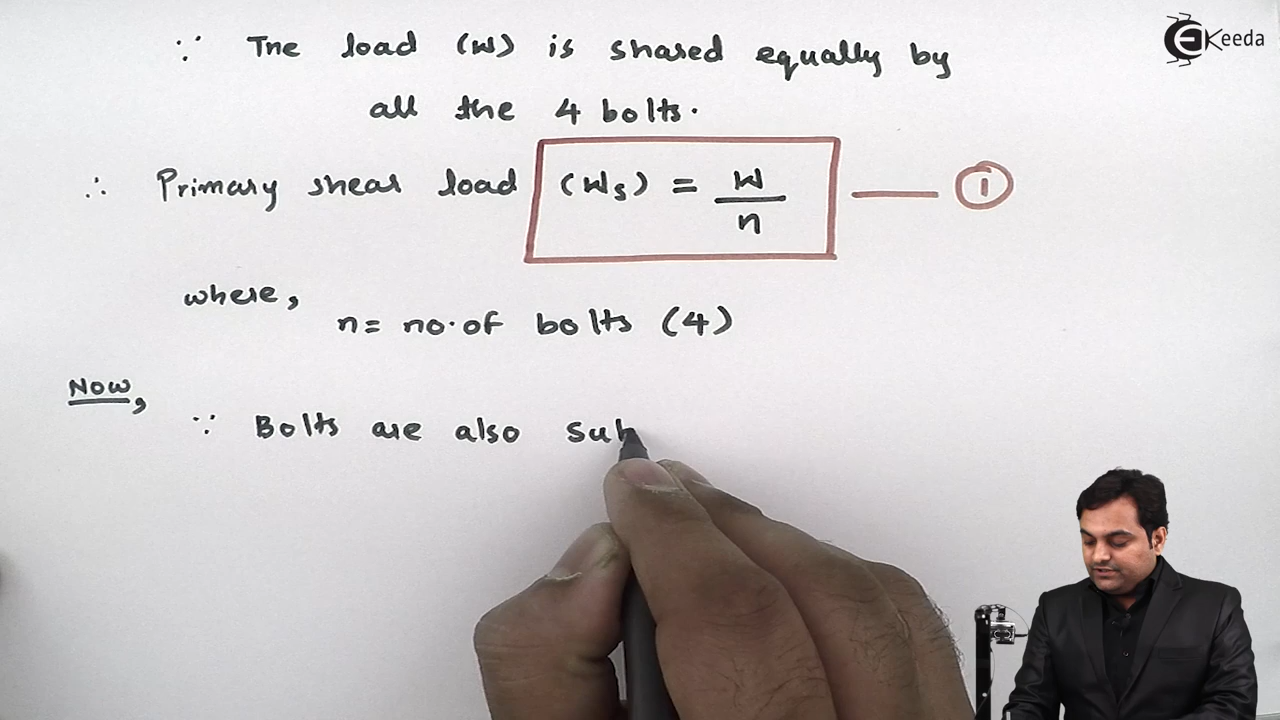 ∵ The load (W) is shared equally by
all the 4 bolts.
∴ Primary shear load (Ws) = W/n —— ①
where,
n = no. of bolts (4)
Now,
∵ Bolts are also sub
EKeeda